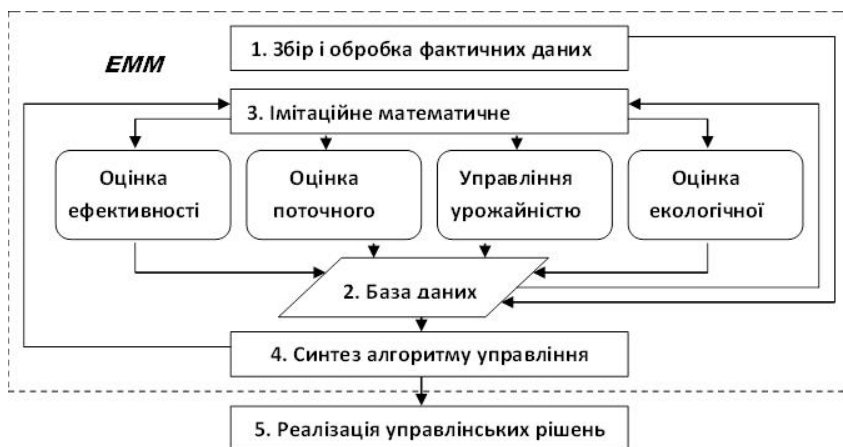 1. Збір і обробка фактичних даних
ЕММ
3. Імітаційне математичне
Оцінка
ефективності
Оцінка
поточного
Управління
урожайністю
Оцінка
екологічної
2. База даних
4. Синтез алгоритму управління
5. Реалізація управлінських рішень